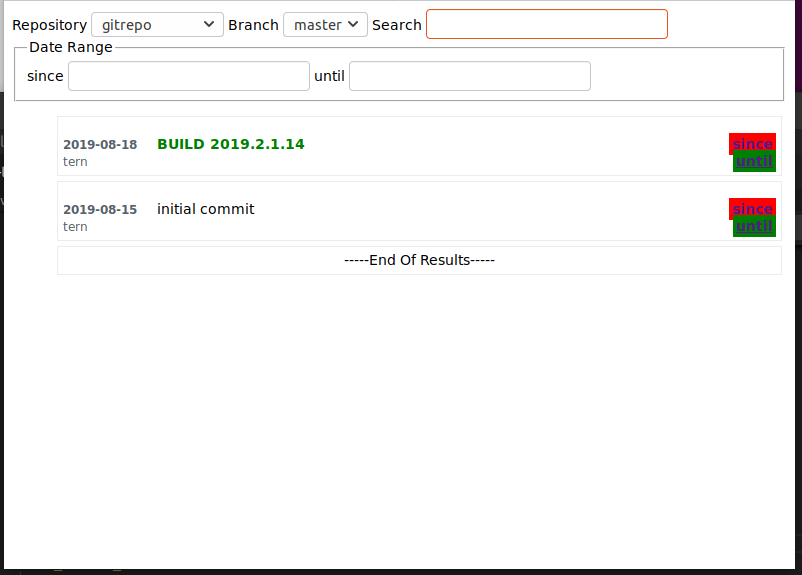 Repository gitrepo Branch master Search
Date Range
since until
2019-08-18 BUILD 2019.2.1.14 since
tern until
2019-08-15 initial commit since
tern until
-----End Of Results-----